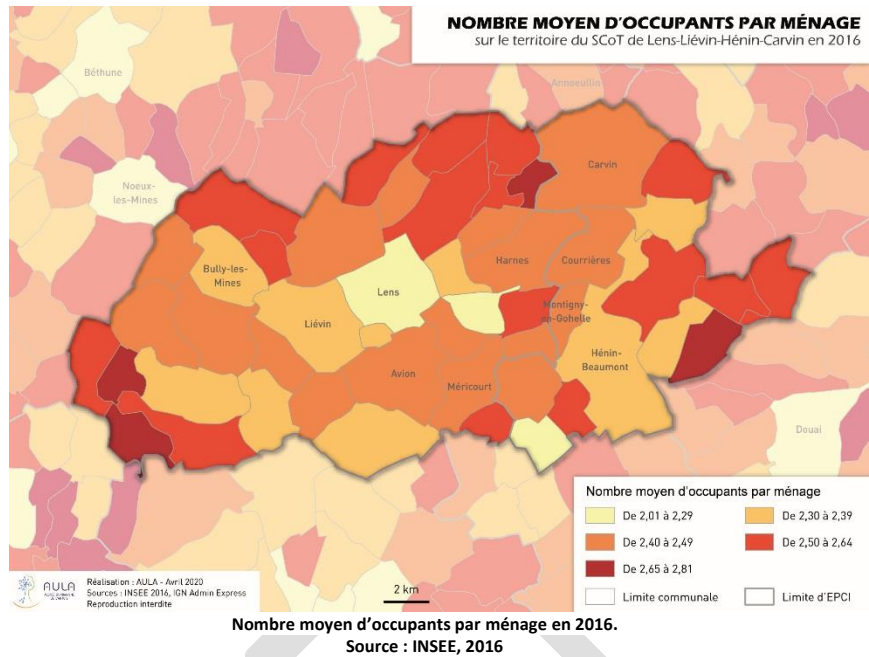 NOMBRE MOYEN D'OCCUPANTS PAR MÉNAGE
sur le territoire du SCoT de Lens-Liévin-Hénin-Carvin en 2016
Béthune
Annoeullin
Carvin
Noeux-
les-Mines
Harnes
Courrières
Bully-les-
Mines
Lens
Liévin
Montigny-
en-Gohelle
Hénin-
Beaumont
Avion
Méricourt
Douai
Nombre moyen d'occupants par ménage
De 2,01 à 2,29
De 2,30 à 2,39
De 2,40 à 2,49
De 2,50 à 2,64
De 2,65 à 2,81
Limite communale
Limite d'EPCI
AULA
Réalisation : AULA - Avril 2020
Sources : INSEE 2016, IGN Admin Express
Reproduction interdite
2 km
Nombre moyen d'occupants par ménage en 2016.
Source : INSEE, 2016